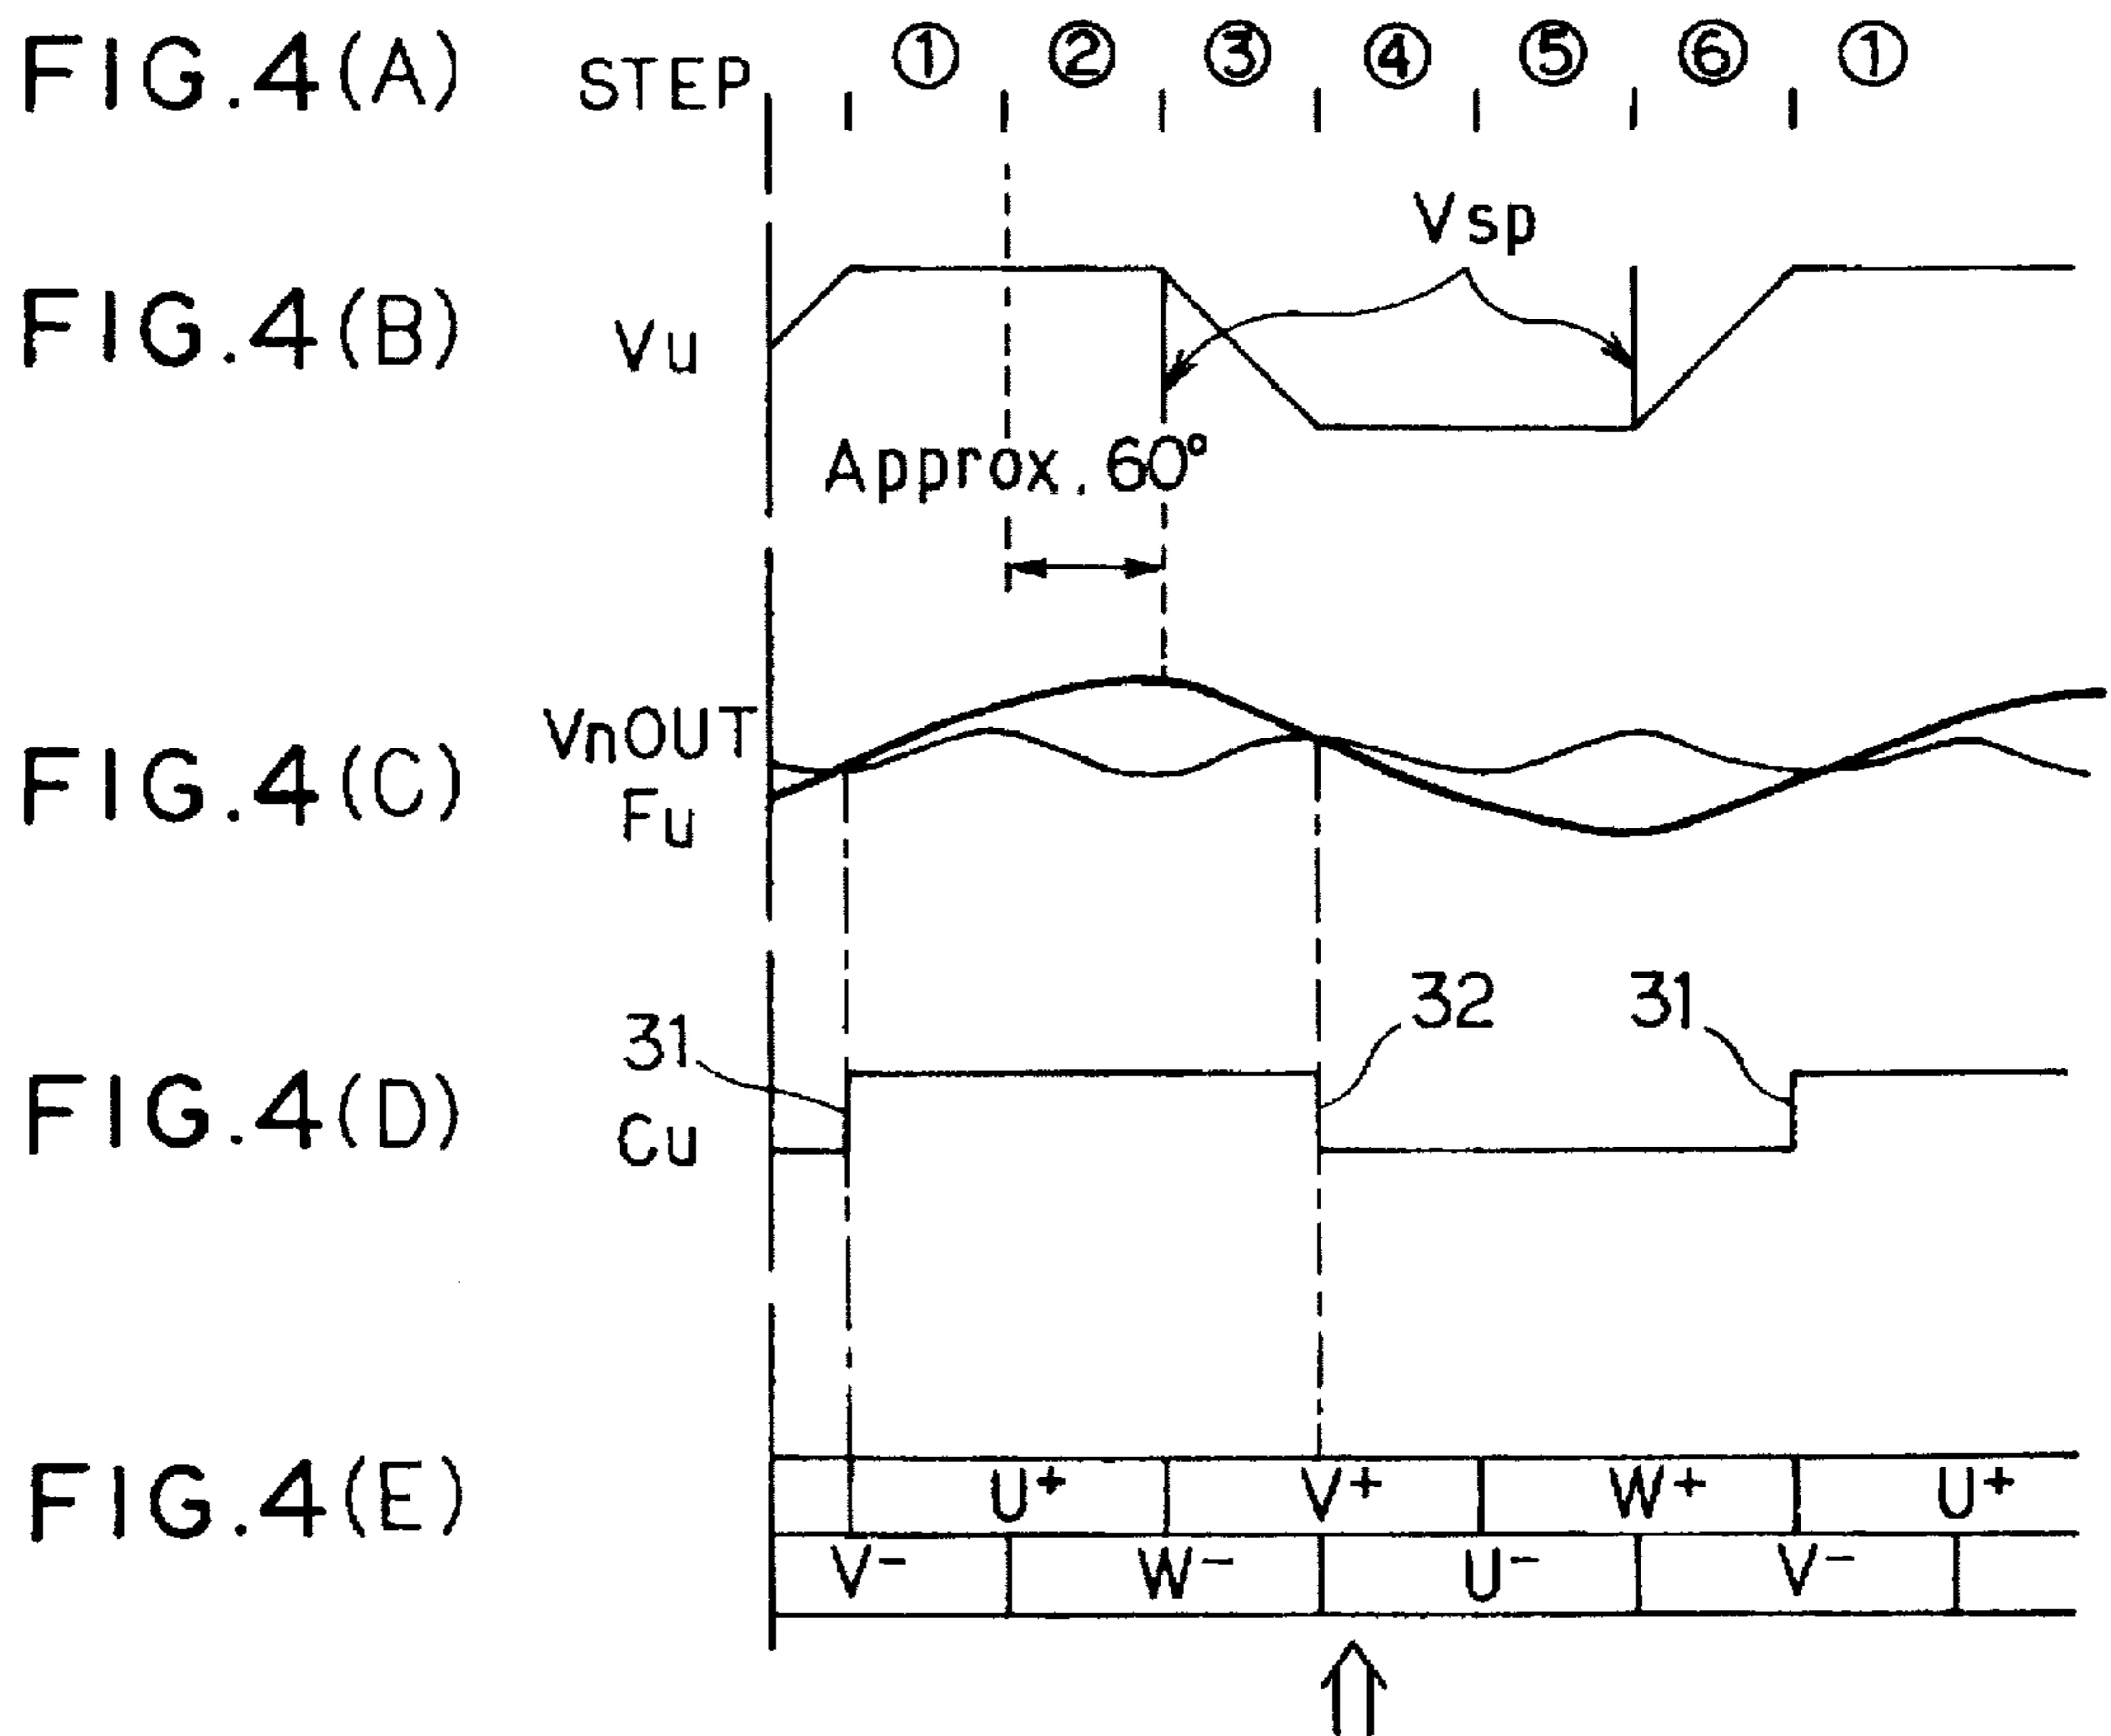 FIG.4(A) STEP ① ② ③ ④ ⑤ ⑥ ①
Vsp
FIG.4(B) Vu
Approx. 60°
VnOUT
FIG.4(C) Fu
31 32 31
FIG.4(D) Cu
FIG.4(E) U+ V+ W+ U+
V- W- U- V-